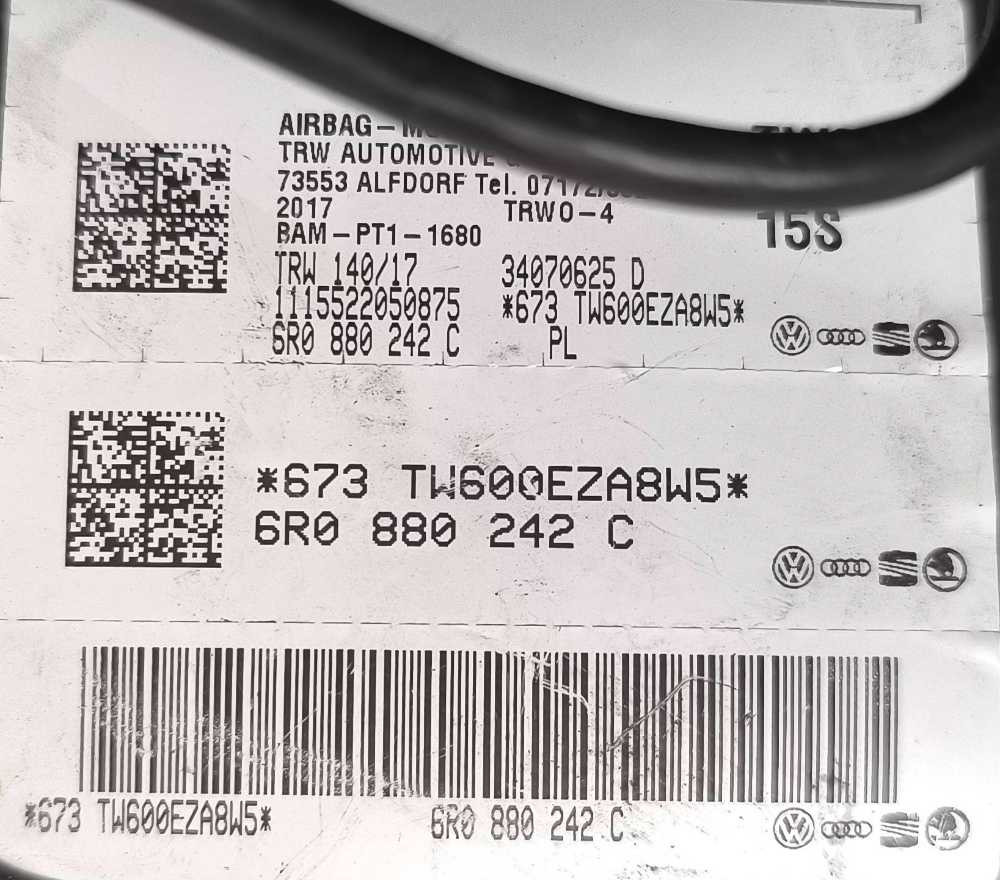 AIRBAG-
TRW AUTOMOTIVE
73553 ALFDORF Tel.
2017 TRWO-4
15S
BAM-PT1-1680
TRW 140/17 34070625 D
1115522050875 *673 TW600EZA8W5*
6R0 880 242 C PL
*673 TW600EZA8W5*
6R0 880 242 C
*673 TW600EZA8W5* 6R0 880 242 C